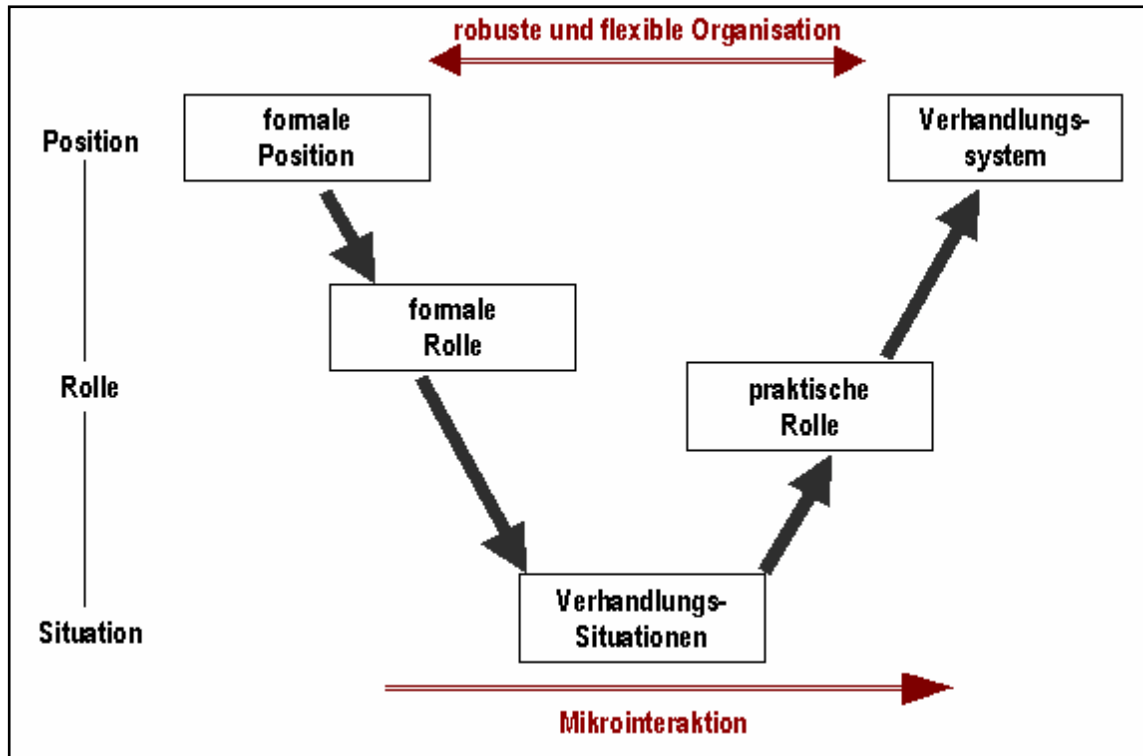 robuste und flexible Organisation
Position
formale
Position
Verhandlungs-
system
formale
Rolle
Rolle
praktische
Rolle
Situation
Verhandlungs-
Situationen
Mikrointeraktion